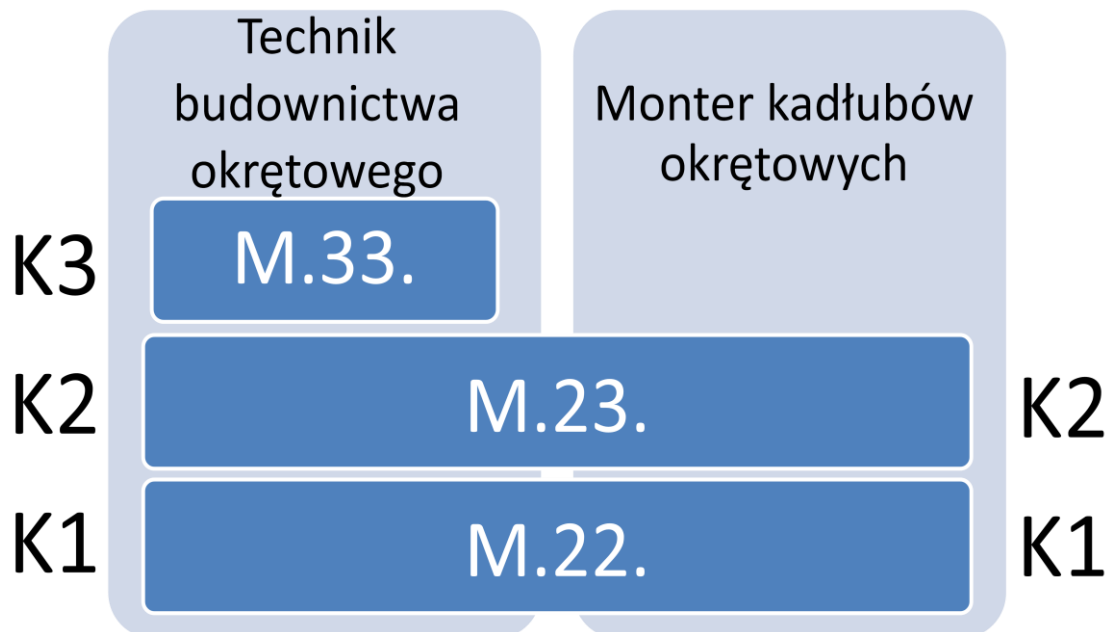 Technik
budownictwa
okrętowego
Monter kadłubów
okrętowych
K3
M.33.
K2
M.23.
K2
K1
M.22.
K1